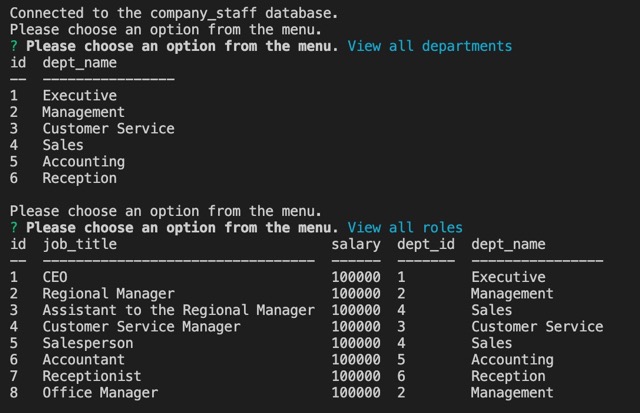 Connected to the company_staff database.
Please choose an option from the menu.
? Please choose an option from the menu. View all departments
id  dept_name
--  ----------------
1   Executive
2   Management
3   Customer Service
4   Sales
5   Accounting
6   Reception

Please choose an option from the menu.
? Please choose an option from the menu. View all roles
id  job_title                          salary  dept_id  dept_name
--  ---------------------------------  ------  -------  ----------------
1   CEO                                100000  1        Executive
2   Regional Manager                   100000  2        Management
3   Assistant to the Regional Manager  100000  4        Sales
4   Customer Service Manager           100000  3        Customer Service
5   Salesperson                        100000  4        Sales
6   Accountant                         100000  5        Accounting
7   Receptionist                       100000  6        Reception
8   Office Manager                     100000  2        Management